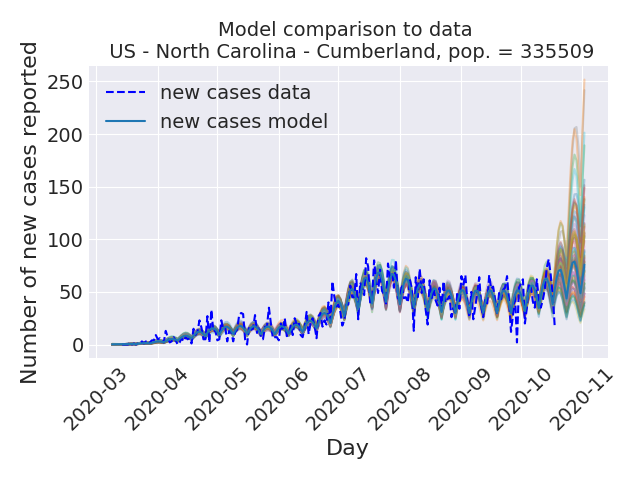 Model comparison to data
US - North Carolina - Cumberland, pop. = 335509
Number of new cases reported
250
200
150
100
50
0
new cases data
new cases model
2020-03
2020-04
2020-05
2020-06
2020-07
2020-08
2020-09
2020-10
2020-11
Day